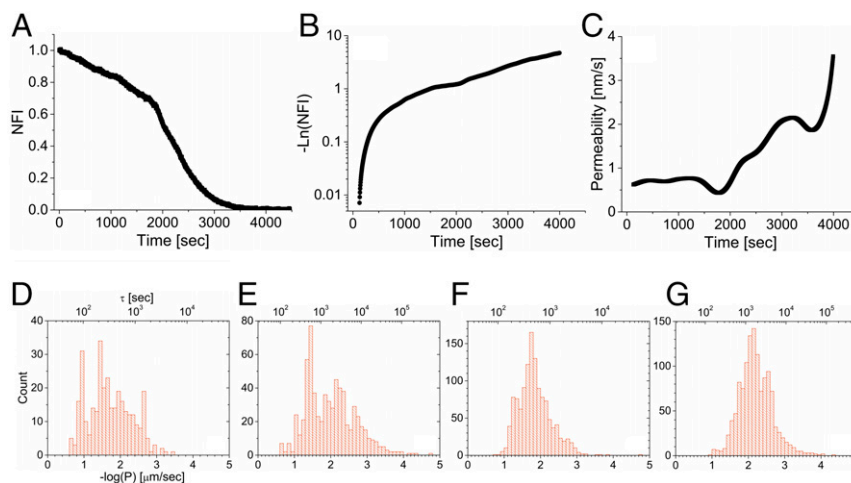 A
B
C
NFI
1.0
0.8
0.6
0.4
0.2
0.0
0 1000 2000 3000 4000
Time [sec]
-Ln(NFI)
10
1
0.1
0.01
0 1000 2000 3000 4000
Time [sec]
Permeability [nm/s]
4
3
2
1
0
0 1000 2000 3000 4000
Time [sec]
D
E
F
G
τ [sec]
10² 10³ 10⁴
10² 10³ 10⁴ 10⁵
10² 10³ 10⁴
10² 10³ 10⁴ 10⁵
Count
40
30
20
10
0
0 1 2 3 4 5
-log(P) [μm/sec]
80
60
40
20
0
0 1 2 3 4 5
150
100
50
0
0 1 2 3 4 5
150
100
50
0
0 1 2 3 4